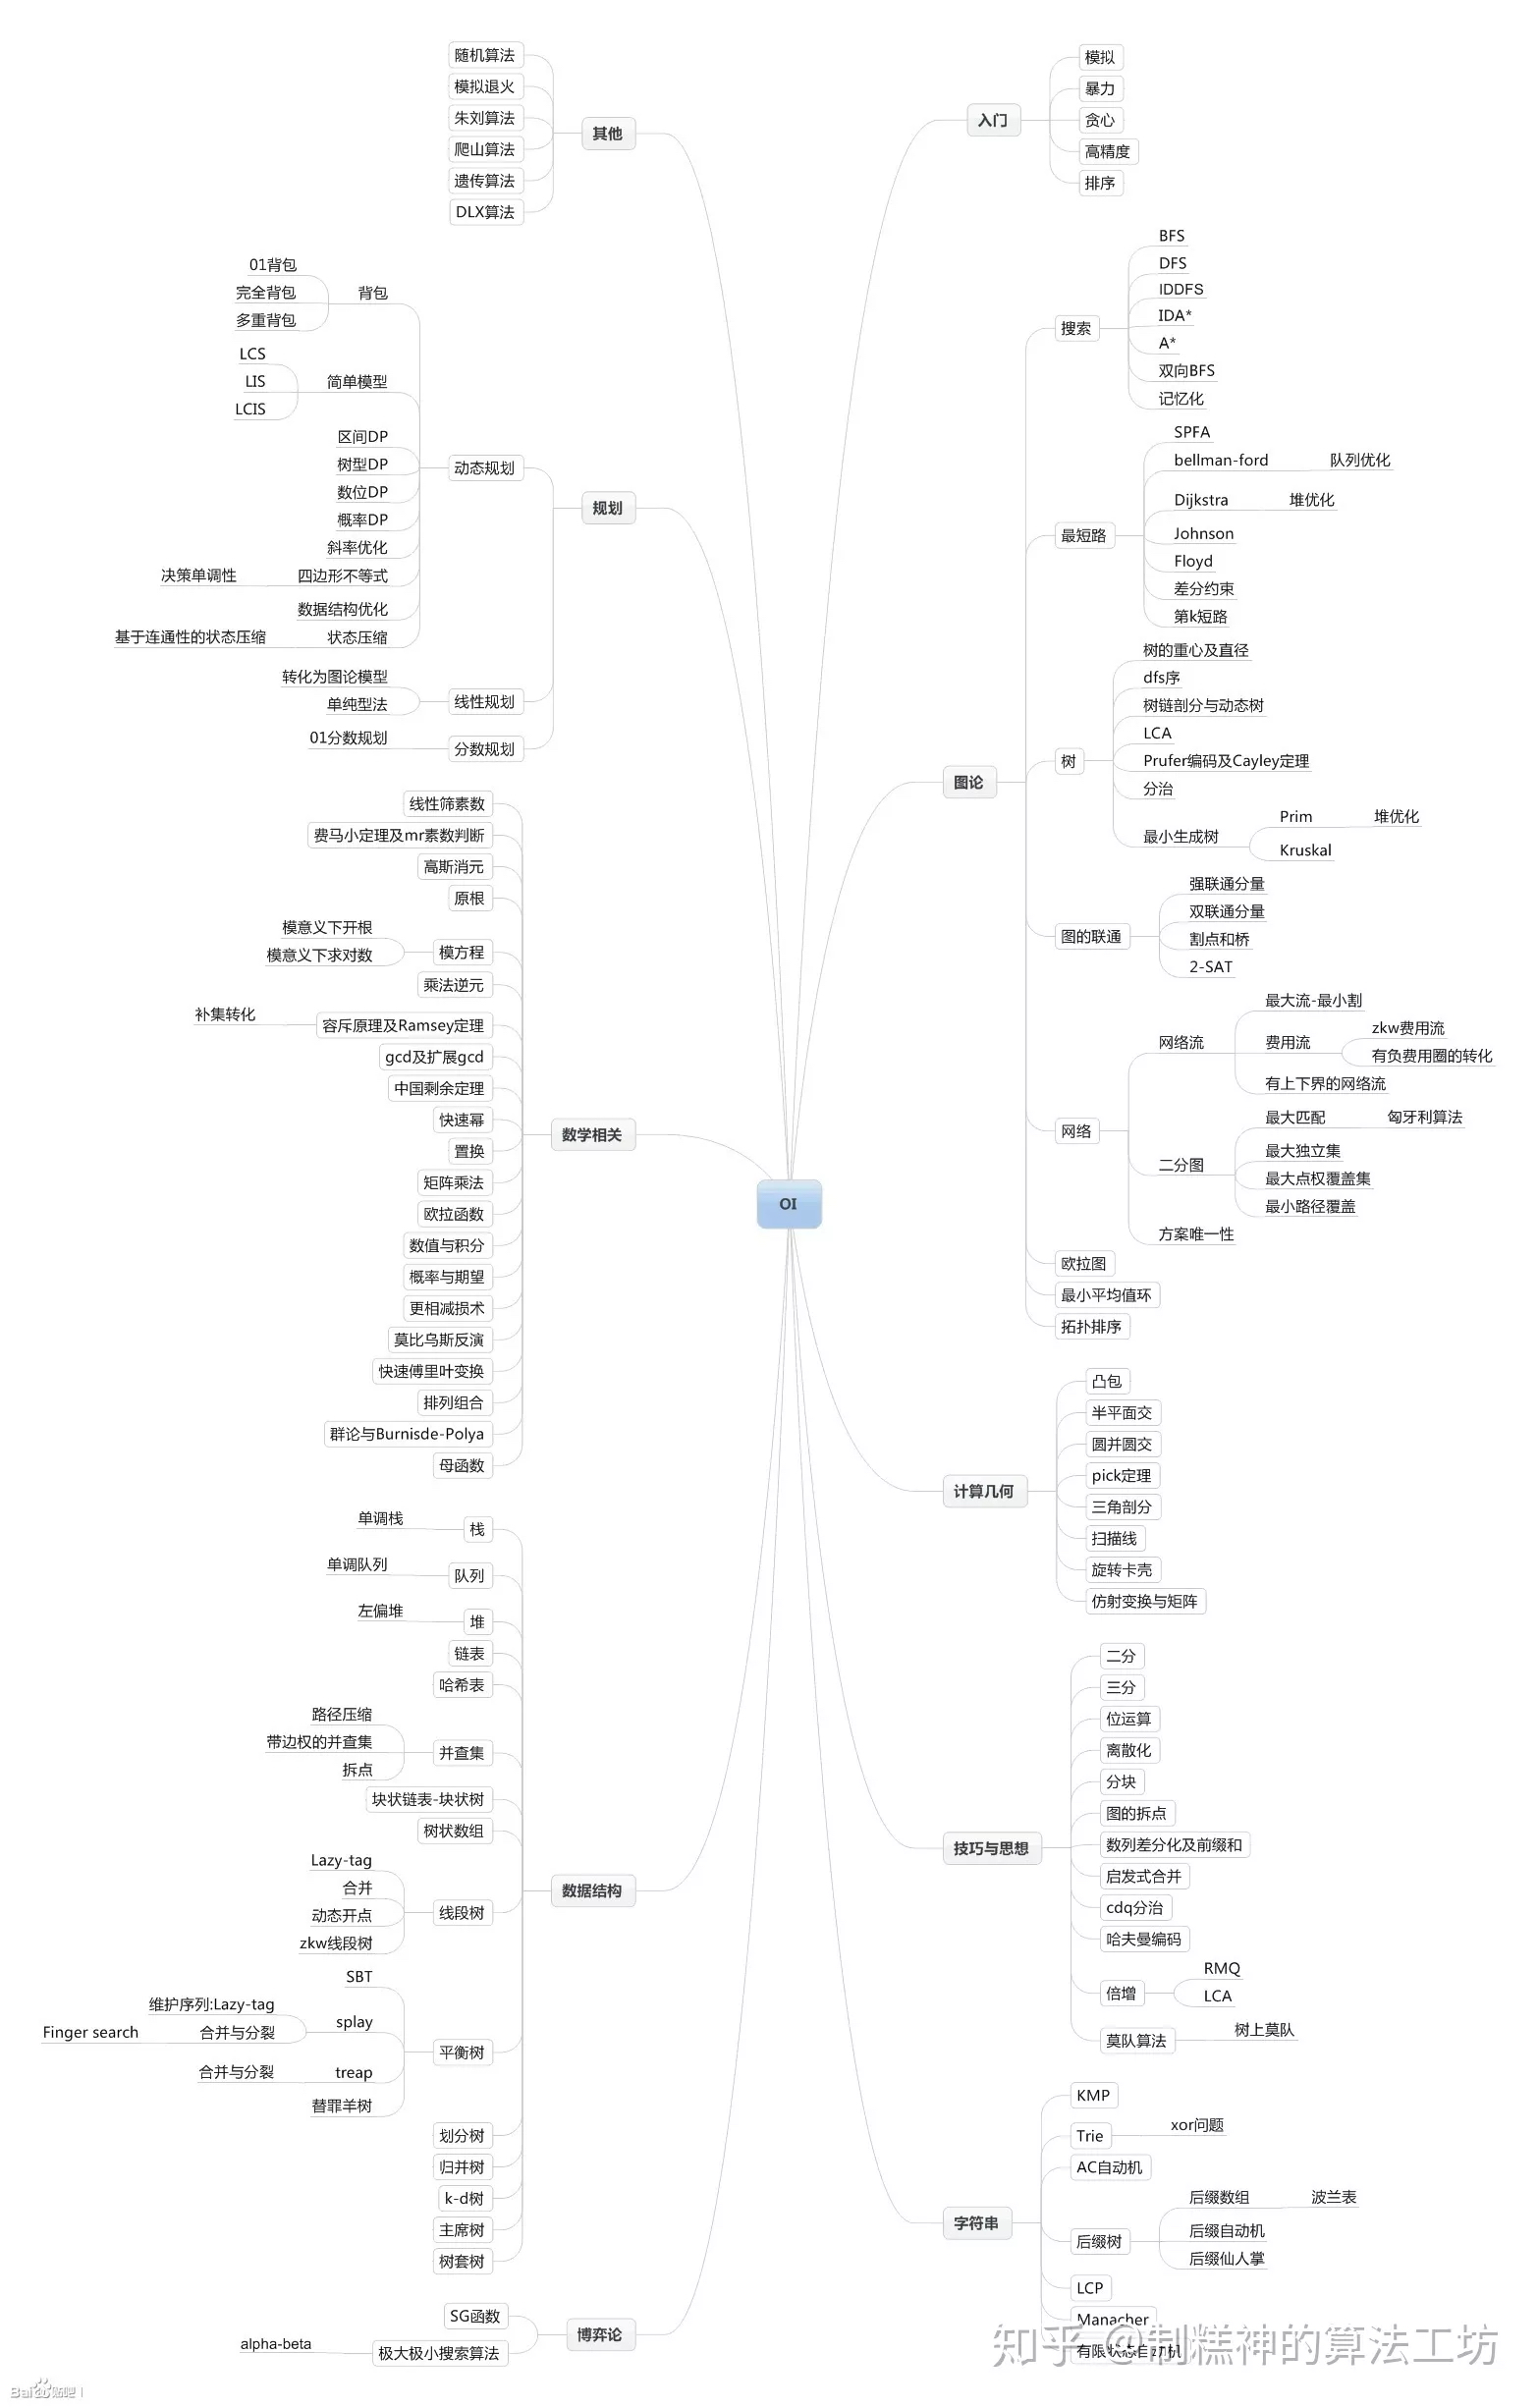 OI
入门
模拟
暴力
贪心
高精度
排序
图论
搜索
BFS
DFS
IDDFS
IDA*
A*
双向BFS
记忆化
最短路
SPFA
bellman-ford 队列优化
Dijkstra 堆优化
Johnson
Floyd
差分约束
第k短路
树
树的重心及直径
dfs序
树链剖分与动态树
LCA
Prufer编码及Cayley定理
分治
最小生成树
Prim 堆优化
Kruskal
图的联通
强联通分量
双联通分量
割点和桥
2-SAT
网络
网络流
最大流-最小割
费用流
zkw费用流
有负费用圈的转化
有上下界的网络流
二分图
最大匹配 匈牙利算法
最大独立集
最大点权覆盖集
最小路径覆盖
方案唯一性
欧拉图
最小平均值环
拓扑排序
计算几何
凸包
半平面交
圆并圆交
pick定理
三角剖分
扫描线
旋转卡壳
仿射变换与矩阵
技巧与思想
二分
三分
位运算
离散化
分块
图的拆点
数列差分化及前缀和
启发式合并
cdq分治
哈夫曼编码
倍增
RMQ
LCA
莫队算法 树上莫队
字符串
KMP
Trie xor问题
AC自动机
后缀树
后缀数组 波兰表
后缀自动机
后缀仙人掌
LCP
Manacher
有限状态自动机
其他
随机算法
模拟退火
朱刘算法
爬山算法
遗传算法
DLX算法
规划
动态规划
背包
01背包
完全背包
多重背包
简单模型
LCS
LIS
LCIS
区间DP
树型DP
数位DP
概率DP
斜率优化
四边形不等式 决策单调性
数据结构优化
状态压缩 基于连通性的状态压缩
线性规划
转化为图论模型
单纯型法
分数规划 01分数规划
数学相关
线性筛素数
费马小定理及mr素数判断
高斯消元
原根
模方程
模意义下开根
模意义下求对数
乘法逆元
容斥原理及Ramsey定理 补集转化
gcd及扩展gcd
中国剩余定理
快速幂
置换
矩阵乘法
欧拉函数
数值与积分
概率与期望
更相减损术
莫比乌斯反演
快速傅里叶变换
排列组合
群论与Burnisde-Polya
母函数
数据结构
栈 单调栈
队列 单调队列
堆 左偏堆
链表
哈希表
并查集
路径压缩
带边权的并查集
拆点
块状链表-块状树
树状数组
线段树
Lazy-tag
合并
动态开点
zkw线段树
平衡树
SBT
splay
维护序列:Lazy-tag
合并与分裂 Finger search
treap 合并与分裂
替罪羊树
划分树
归并树
k-d树
主席树
树套树
博弈论
SG函数
极大极小搜索算法 alpha-beta
知乎 @制糕神的算法工坊
Bai 贴吧